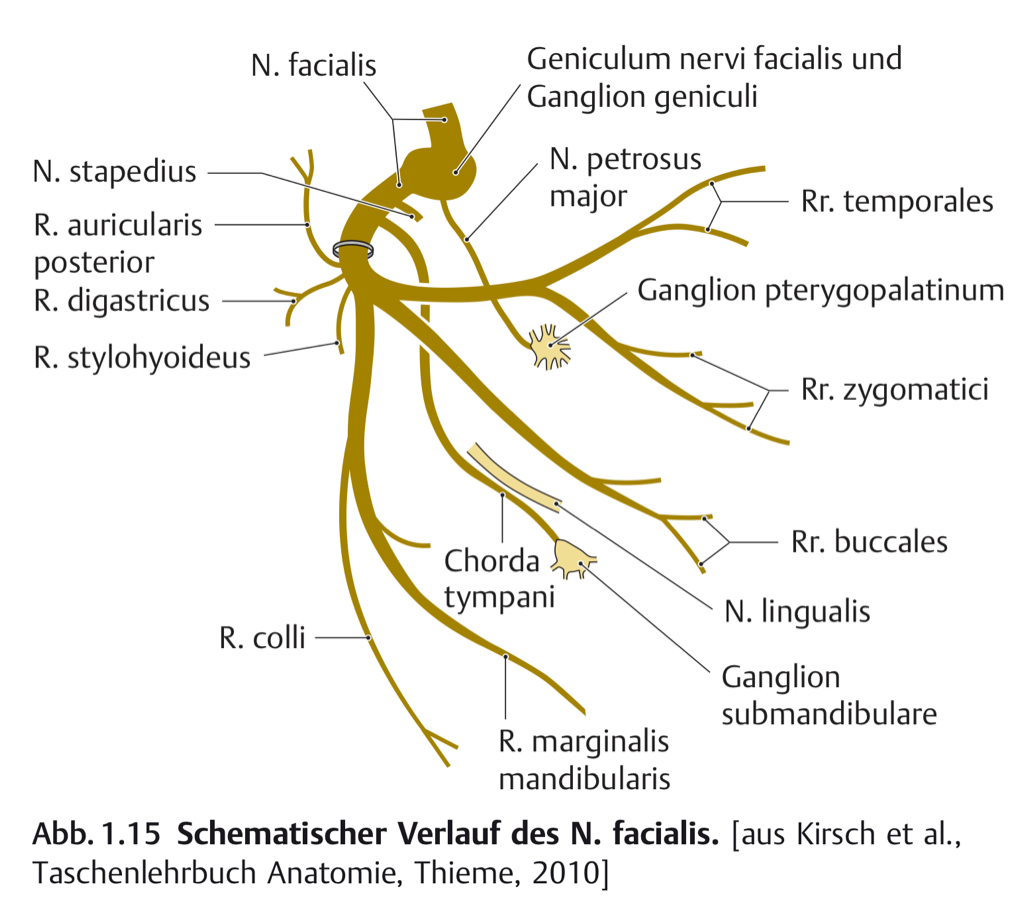 N. facialis
Geniculum nervi facialis und
Ganglion geniculi
N. stapedius
N. petrosus
major
R. auricularis
posterior
Rr. temporales
R. digastricus
Ganglion pterygopalatinum
R. stylohyoideus
Rr. zygomatici
Chorda
tympani
Rr. buccales
N. lingualis
R. colli
Ganglion
submandibulare
R. marginalis
mandibularis
Abb. 1.15 Schematischer Verlauf des N. facialis. [aus Kirsch et al.,
Taschenlehrbuch Anatomie, Thieme, 2010]